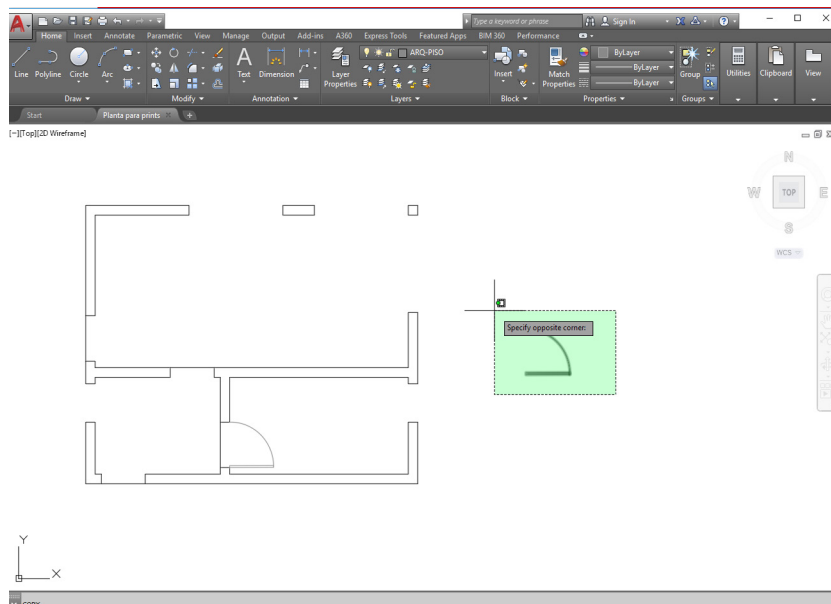 A
Type a keyword or phrase
Sign In
Home Insert Annotate Parametric View Manage Output Add-ins A360 Express Tools Featured Apps BIM 360 Performance
Line Polyline Circle Arc
Text Dimension
Layer Properties
ARQ-PISO
Insert
Match Properties
ByLayer
ByLayer
ByLayer
Group
Utilities
Clipboard
View
Draw Modify Annotation Layers Block Properties Groups
Start Planta para prints
[−][Top][2D Wireframe]
N
W TOP E
S
WCS
Specify opposite corner:
Y
X